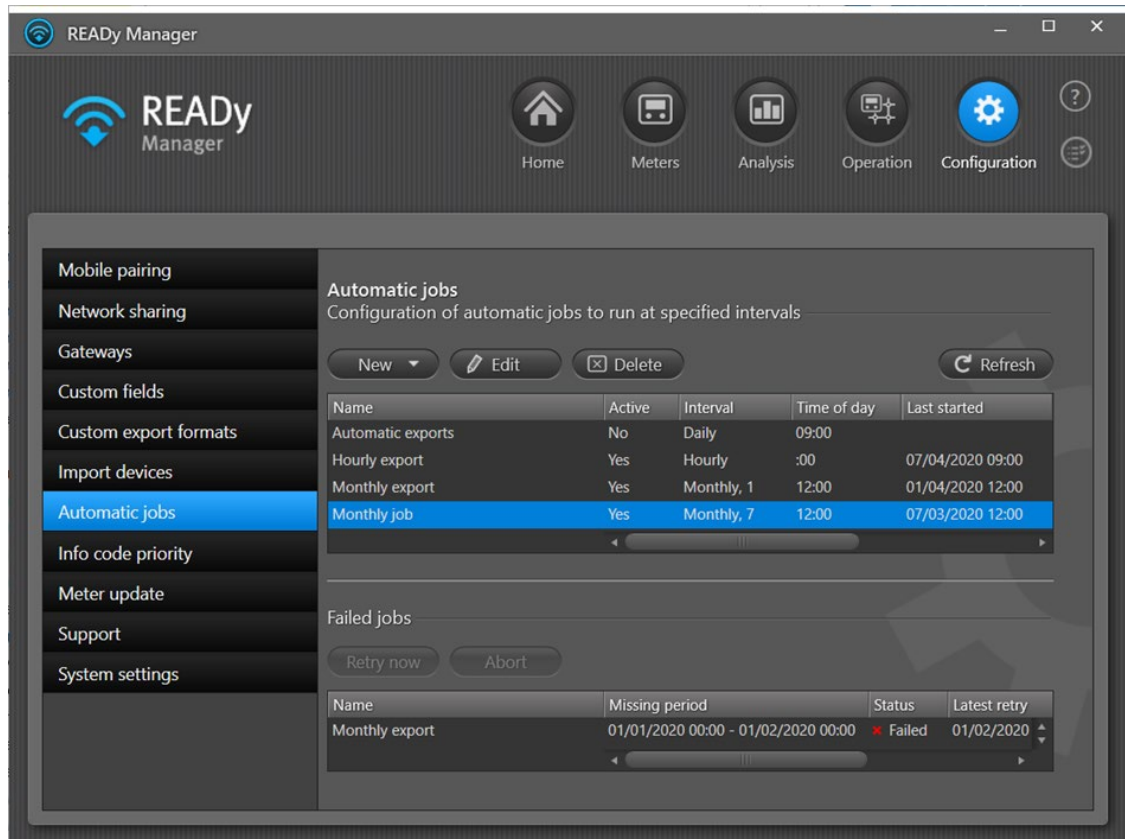 READy Manager
READy
Manager
Home Meters Analysis Operation Configuration
?
Mobile pairing
Network sharing
Gateways
Custom fields
Custom export formats
Import devices
Automatic jobs
Info code priority
Meter update
Support
System settings
Automatic jobs
Configuration of automatic jobs to run at specified intervals
New Edit Delete Refresh
Name Active Interval Time of day Last started
Automatic exports No Daily 09:00
Hourly export Yes Hourly :00 07/04/2020 09:00
Monthly export Yes Monthly, 1 12:00 01/04/2020 12:00
Monthly job Yes Monthly, 7 12:00 07/03/2020 12:00
Failed jobs
Retry now Abort
Name Missing period Status Latest retry
Monthly export 01/01/2020 00:00 - 01/02/2020 00:00 Failed 01/02/2020